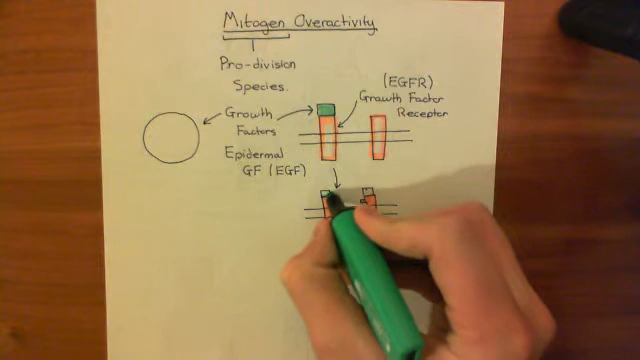 Mitogen Overactivity
Pro-division
Species.
(EGFR)
Growth Factor
Receptor
Growth
Factors
Epidermal
GF (EGF)